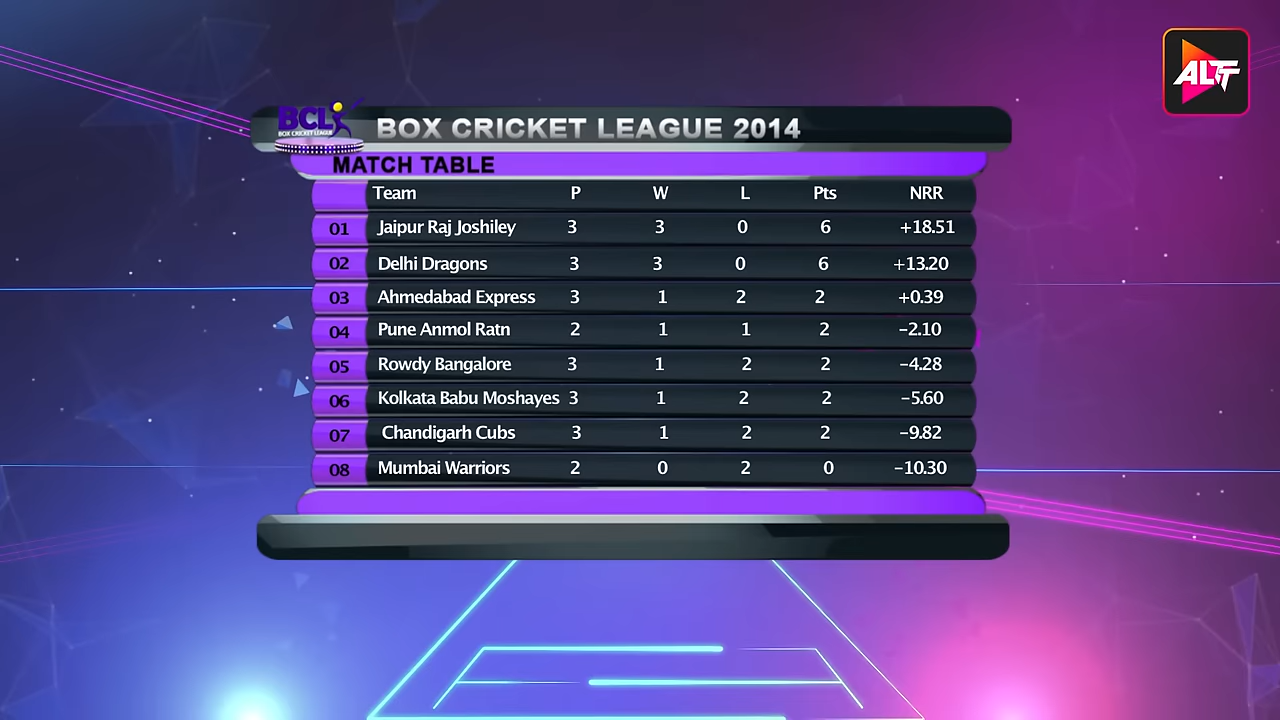 ALTT
BCL
BOX CRICKET LEAGUE
BOX CRICKET LEAGUE 2014
MATCH TABLE
Team P W L Pts NRR
01 Jaipur Raj Joshiley 3 3 0 6 +18.51
02 Delhi Dragons 3 3 0 6 +13.20
03 Ahmedabad Express 3 1 2 2 +0.39
04 Pune Anmol Ratn 2 1 1 2 -2.10
05 Rowdy Bangalore 3 1 2 2 -4.28
06 Kolkata Babu Moshayes 3 1 2 2 -5.60
07 Chandigarh Cubs 3 1 2 2 -9.82
08 Mumbai Warriors 2 0 2 0 -10.30